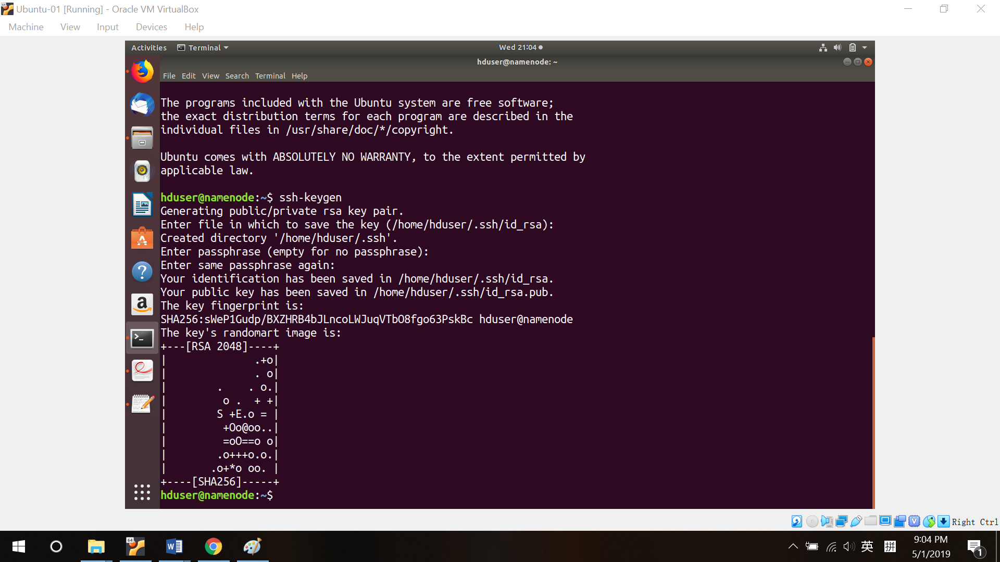 Ubuntu-01 [Running] - Oracle VM VirtualBox
Machine View Input Devices Help
Activities Terminal Wed 21:04
hduser@namenode: ~
File Edit View Search Terminal Help
The programs included with the Ubuntu system are free software;
the exact distribution terms for each program are described in the
individual files in /usr/share/doc/*/copyright.
Ubuntu comes with ABSOLUTELY NO WARRANTY, to the extent permitted by
applicable law.
hduser@namenode:~$ ssh-keygen
Generating public/private rsa key pair.
Enter file in which to save the key (/home/hduser/.ssh/id_rsa):
Created directory '/home/hduser/.ssh'.
Enter passphrase (empty for no passphrase):
Enter same passphrase again:
Your identification has been saved in /home/hduser/.ssh/id_rsa.
Your public key has been saved in /home/hduser/.ssh/id_rsa.pub.
The key fingerprint is:
SHA256:sWeP1Gudp/BXZHRB4bJLncoLWJuqVTbO8fgo63PskBc hduser@namenode
The key's randomart image is:
+---[RSA 2048]----+
|              .+o|
|              . o|
|        .    . o.|
|         o .  + +|
|        S +E.o = |
|         +Oo@oo..|
|         =oO==o o|
|        .o+++o.o.|
|       .o+*o oo. |
+----[SHA256]-----+
hduser@namenode:~$
Right Ctrl
英 拼 9:04 PM
5/1/2019
1